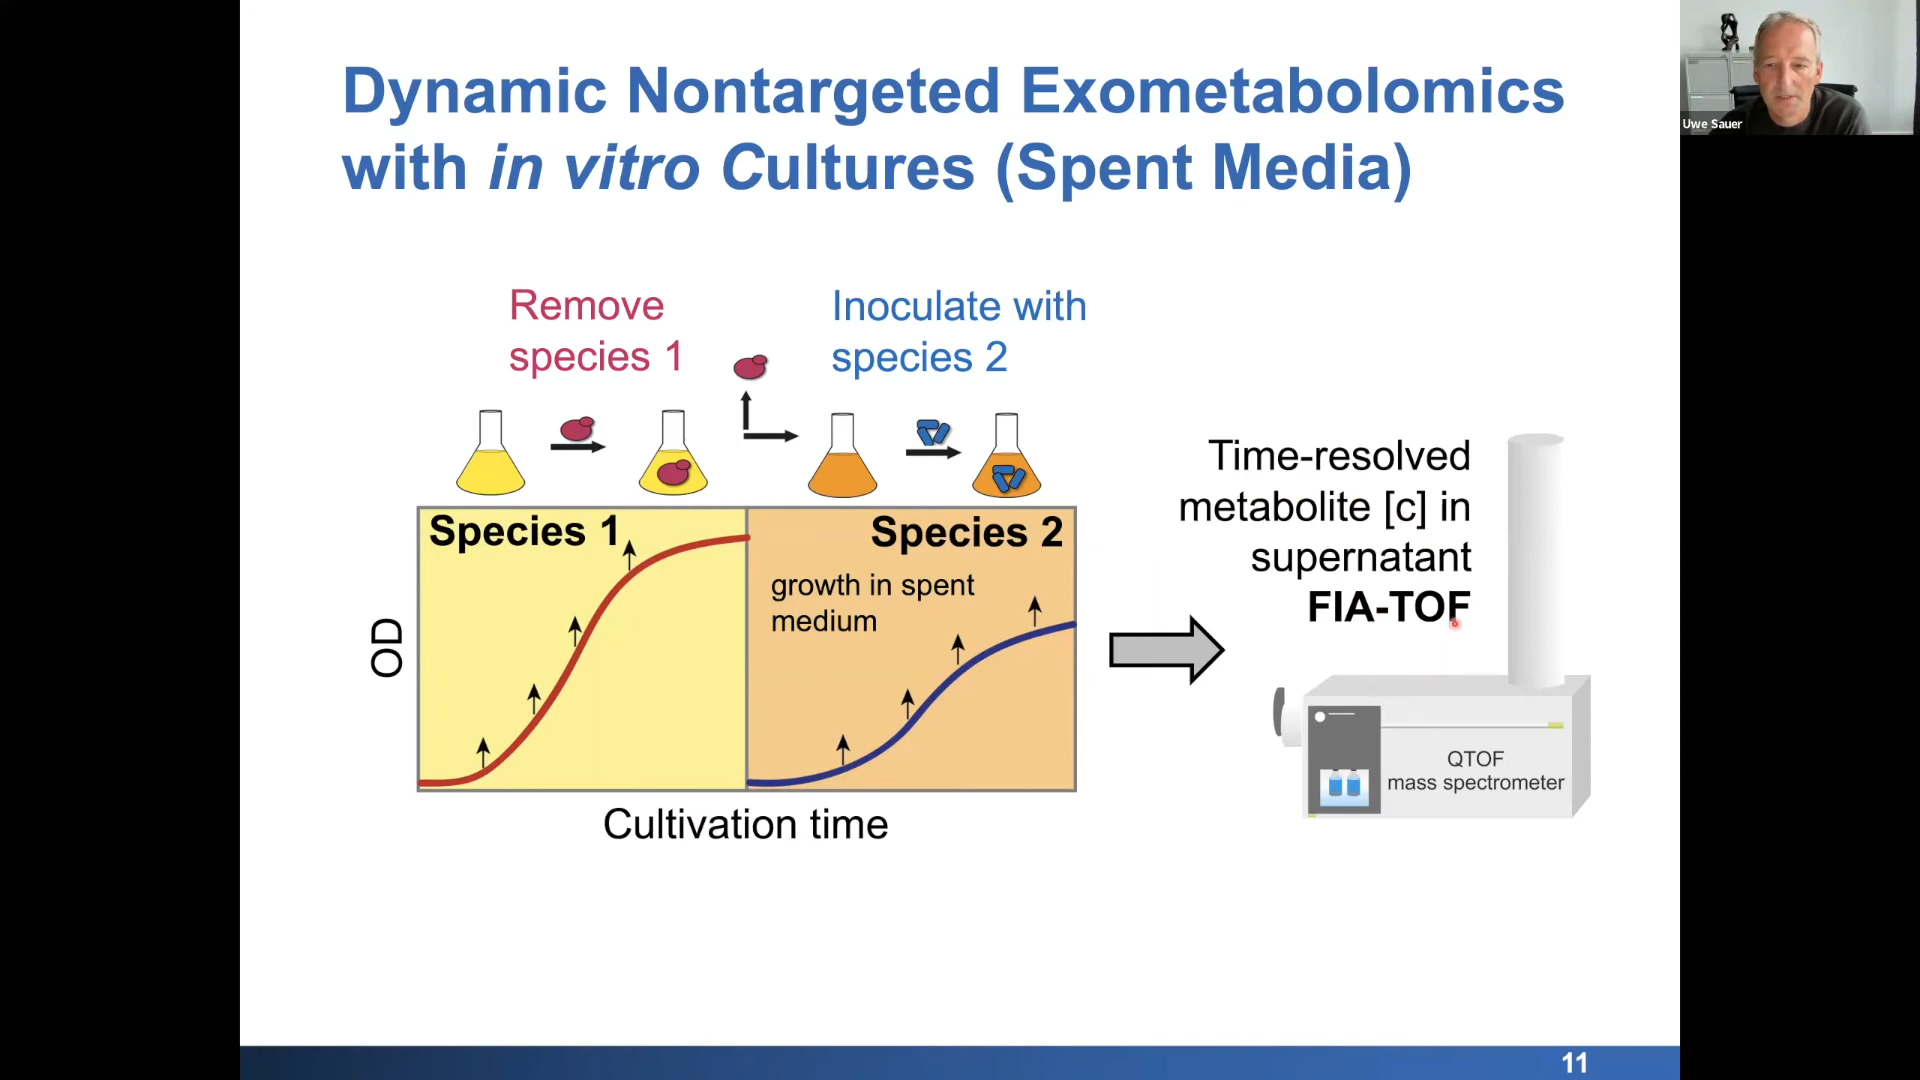 Dynamic Nontargeted Exometabolomics
with in vitro Cultures (Spent Media)
Uwe Sauer
Remove
species 1
Inoculate with
species 2
Species 1
Species 2
growth in spent
medium
OD
Cultivation time
Time-resolved
metabolite [c] in
supernatant
FIA-TOF
QTOF
mass spectrometer
11